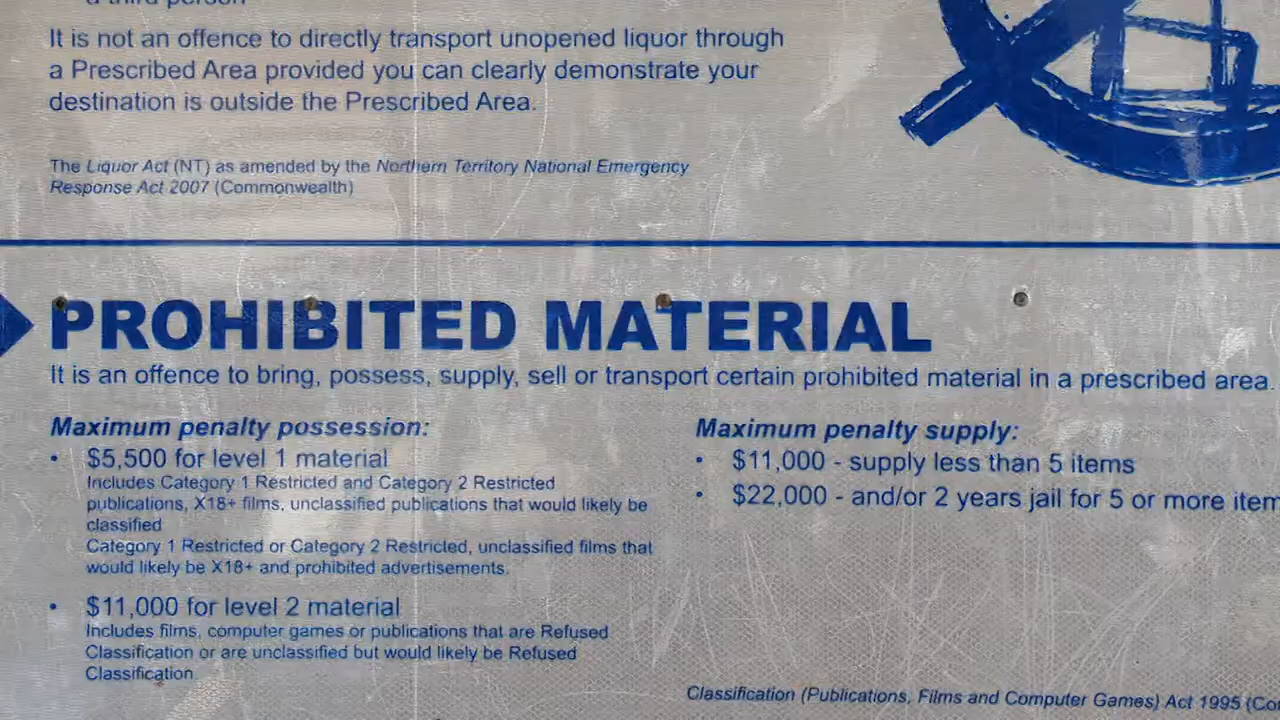 a third person
It is not an offence to directly transport unopened liquor through
a Prescribed Area provided you can clearly demonstrate your
destination is outside the Prescribed Area.
The Liquor Act (NT) as amended by the Northern Territory National Emergency
Response Act 2007 (Commonwealth)
PROHIBITED MATERIAL
It is an offence to bring, possess, supply, sell or transport certain prohibited material in a prescribed area.
Maximum penalty possession:
• $5,500 for level 1 material
Includes Category 1 Restricted and Category 2 Restricted
publications, X18+ films, unclassified publications that would likely be
classified
Category 1 Restricted or Category 2 Restricted, unclassified films that
would likely be X18+ and prohibited advertisements.
• $11,000 for level 2 material
Includes films, computer games or publications that are Refused
Classification or are unclassified but would likely be Refused
Classification
Maximum penalty supply:
• $11,000 - supply less than 5 items
• $22,000 - and/or 2 years jail for 5 or more item
Classification (Publications, Films and Computer Games) Act 1995 (Co